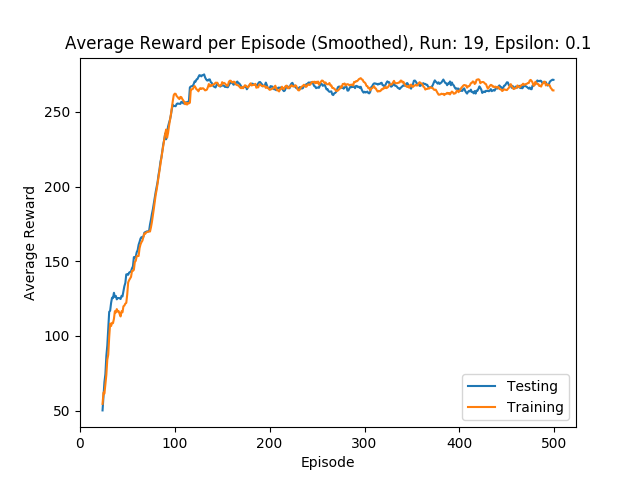 Average Reward per Episode (Smoothed), Run: 19, Epsilon: 0.1
Average Reward
250
200
150
100
50
0
100
200
300
400
500
Episode
Testing
Training